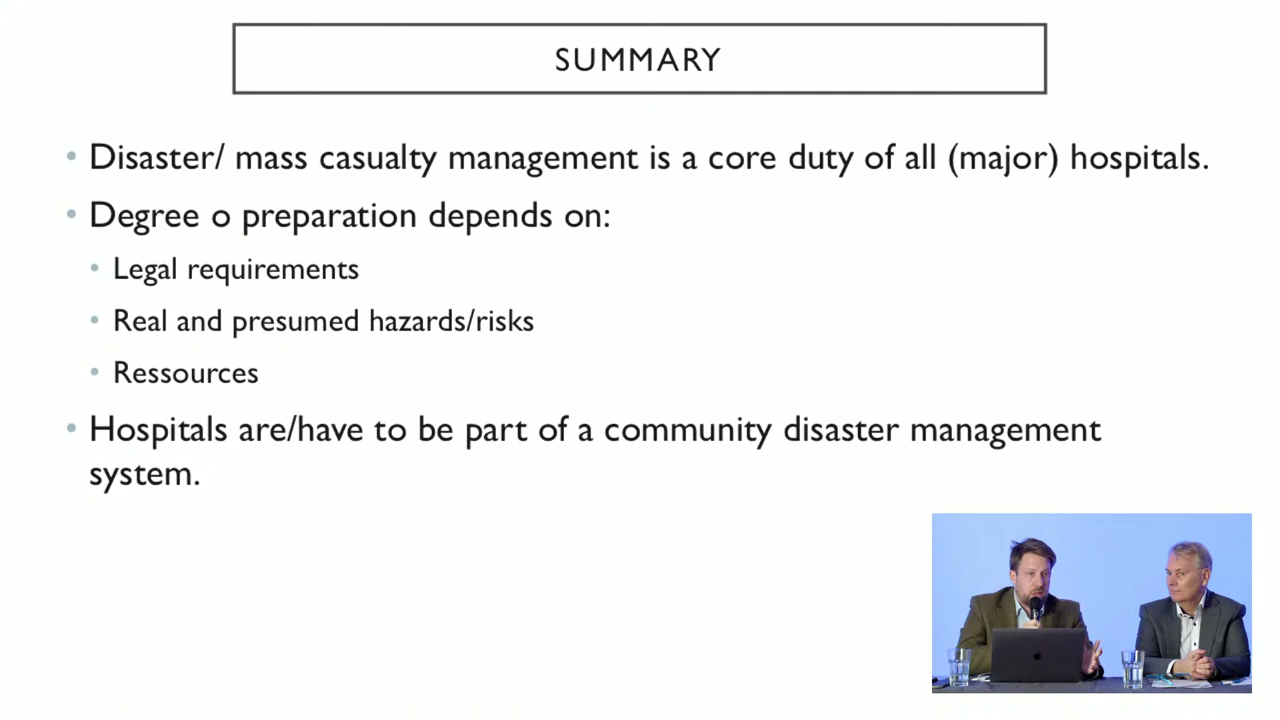 SUMMARY
Disaster/ mass casualty management is a core duty of all (major) hospitals.
Degree o preparation depends on:
Legal requirements
Real and presumed hazards/risks
Ressources
Hospitals are/have to be part of a community disaster management
system.